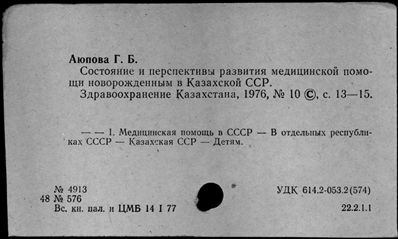 Аюпова Г. Б.
Состояние и перспективы развития медицинской помо-
щи новорожденным в Казахской ССР.
Здравоохранение Казахстана, 1976, № 10 ©, с. 13—15.
— — 1. Медицинская помощь в СССР — В отдельных республи-
ках СССР — Казахская ССР — Детям.
№ 4913
48 № 576
Вс. кн. пал. и ЦМБ 14 I 77
УДК 614.2-053.2(574)
22.2.1.1